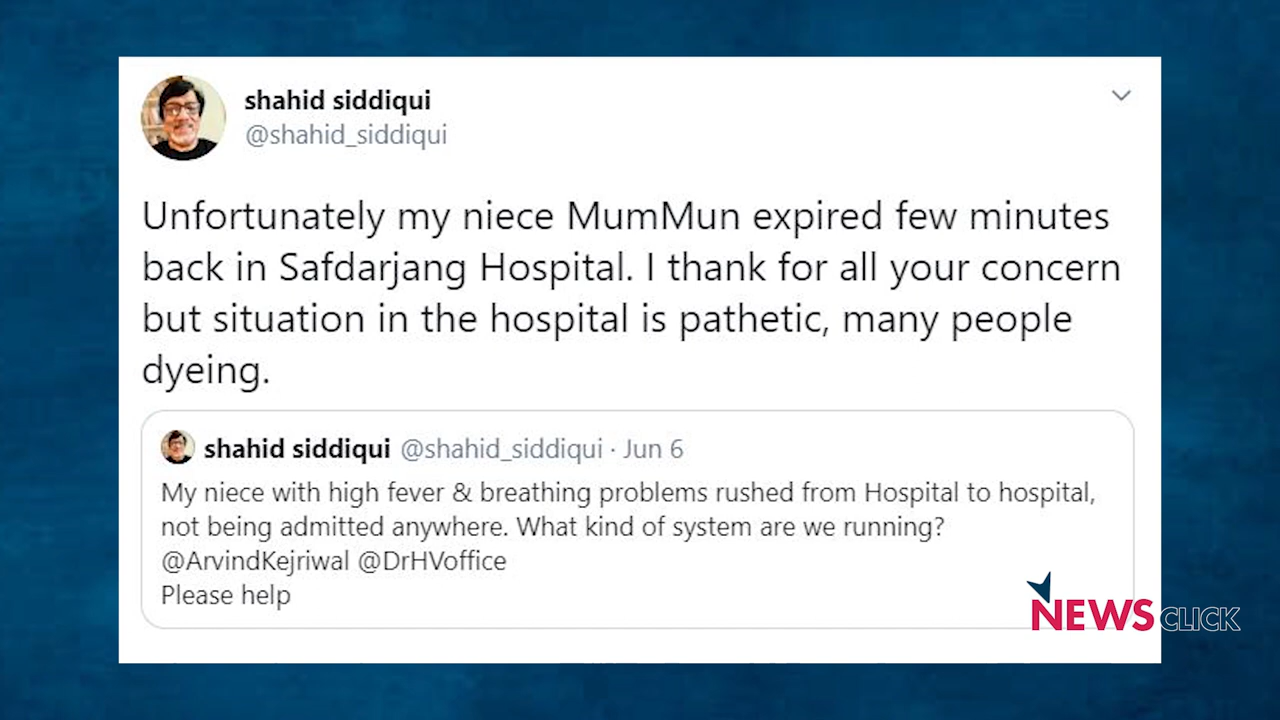 shahid siddiqui
@shahid_siddiqui
Unfortunately my niece MumMun expired few minutes
back in Safdarjang Hospital. I thank for all your concern
but situation in the hospital is pathetic, many people
dyeing.
shahid siddiqui @shahid_siddiqui · Jun 6
My niece with high fever & breathing problems rushed from Hospital to hospital,
not being admitted anywhere. What kind of system are we running?
@ArvindKejriwal @DrHVoffice
Please help
NEWSCLICK